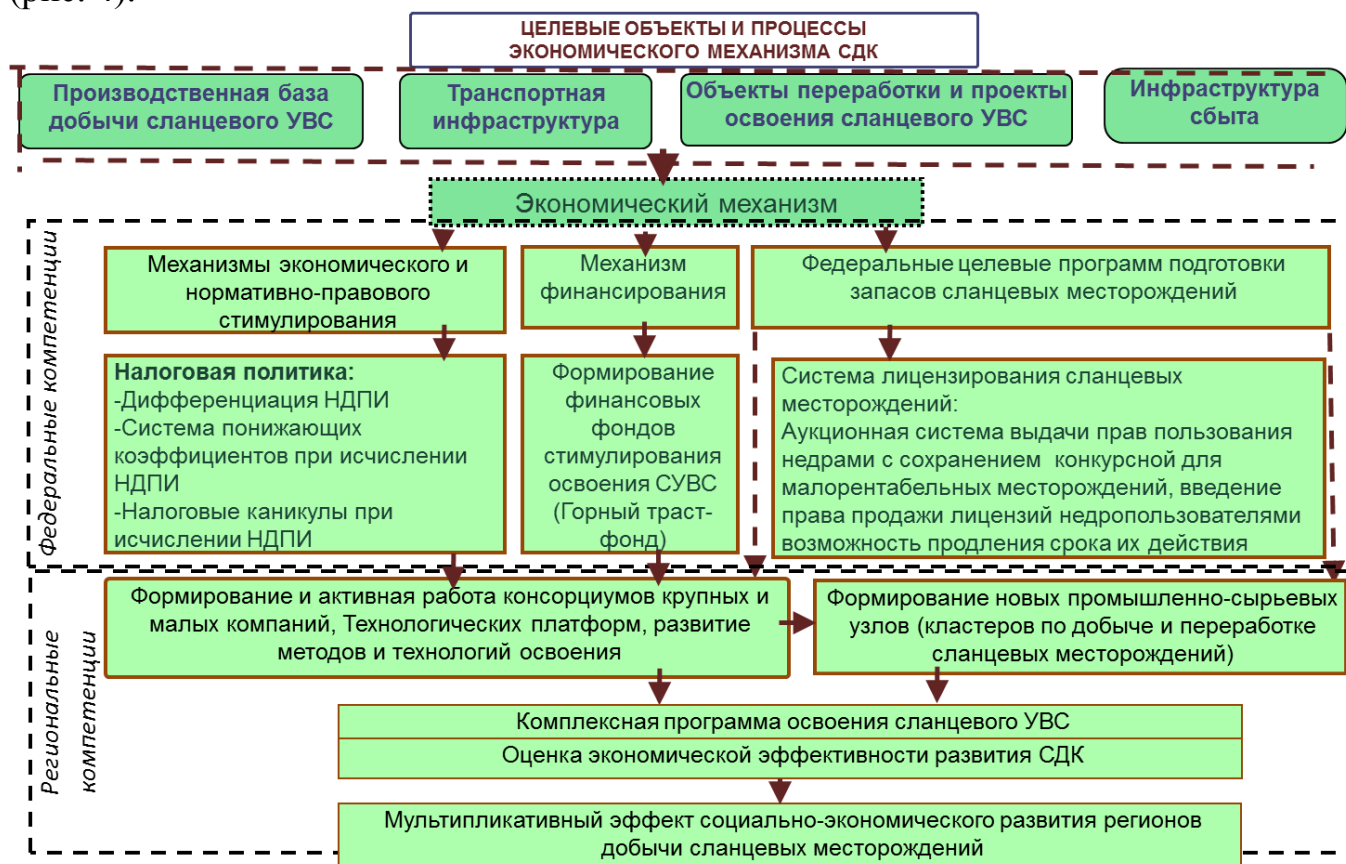 (рис. 4).
ЦЕЛЕВЫЕ ОБЪЕКТЫ И ПРОЦЕССЫ
ЭКОНОМИЧЕСКОГО МЕХАНИЗМА СДК
Производственная база
добычи сланцевого УВС
Транспортная
инфраструктура
Объекты переработки и проекты
освоения сланцевого УВС
Инфраструктура
сбыта
Экономический механизм
Федеральные компетенции
Механизмы экономического и
нормативно-правового
стимулирования
Механизм
финансирования
Федеральные целевые программ подготовки
запасов сланцевых месторождений
Налоговая политика:
-Дифференциация НДПИ
-Система понижающих
коэффициентов при исчислении
НДПИ
-Налоговые каникулы при
исчислении НДПИ
Формирование
финансовых
фондов
стимулирования
освоения СУВС
(Горный траст-
фонд)
Система лицензирования сланцевых
месторождений:
Аукционная система выдачи прав пользования
недрами с сохранением конкурсной для
малорентабельных месторождений, введение
права продажи лицензий недропользователями
возможность продления срока их действия
Региональные
компетенции
Формирование и активная работа консорциумов крупных и
малых компаний, Технологических платформ, развитие
методов и технологий освоения
Формирование новых промышленно-сырьевых
узлов (кластеров по добыче и переработке
сланцевых месторождений)
Комплексная программа освоения сланцевого УВС
Оценка экономической эффективности развития СДК
Мультипликативный эффект социально-экономического развития регионов
добычи сланцевых месторождений